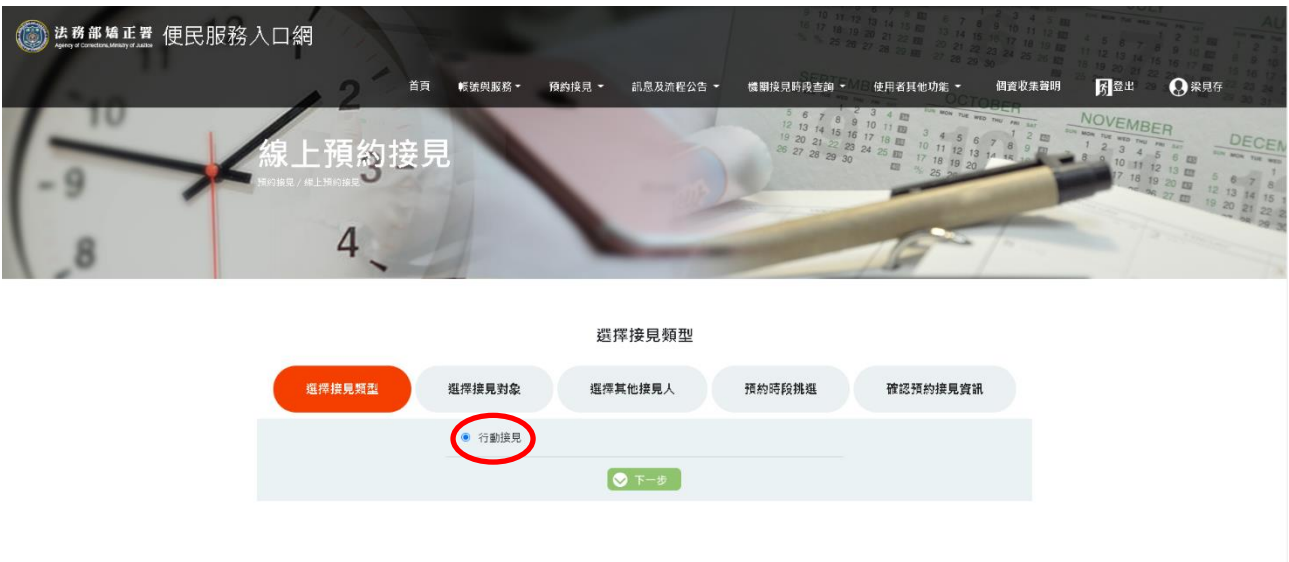 法務部矯正署 便民服務入口網
Agency of Corrections, Ministry of Justice
首頁 帳號與服務 預約接見 訊息及流程公告 機關接見時段查詢 使用者其他功能 個資收集聲明 登出 梁見存
線上預約接見
預約接見 / 線上預約接見
選擇接見類型
選擇接見類型 選擇接見對象 選擇其他接見人 預約時段挑選 確認預約接見資訊
行動接見
下一步